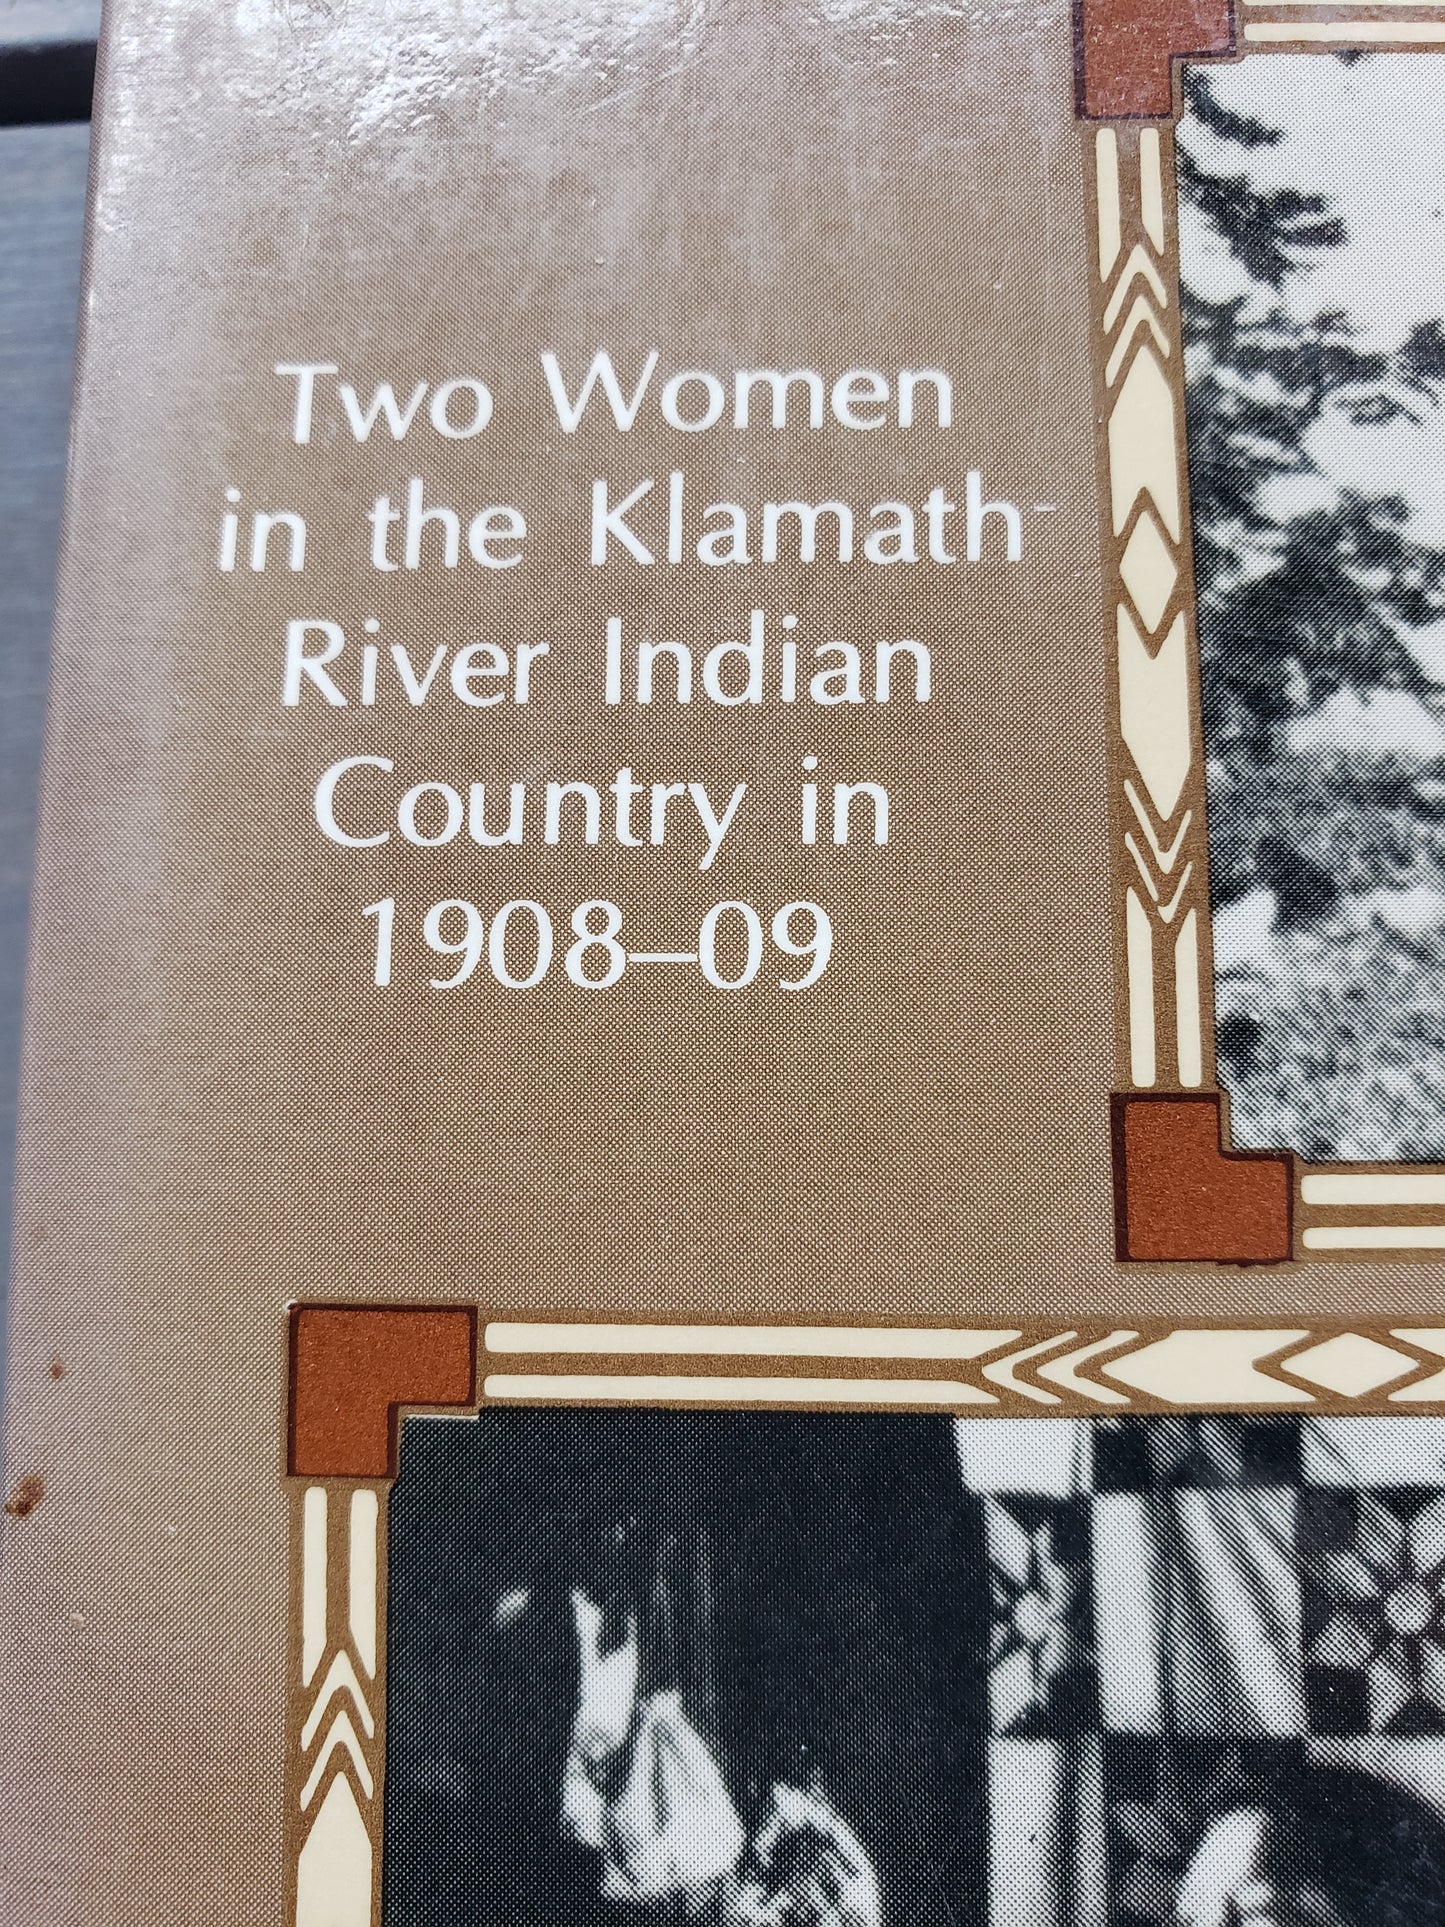 Two Women
in the Klamath
River Indian
Country in
1908–09